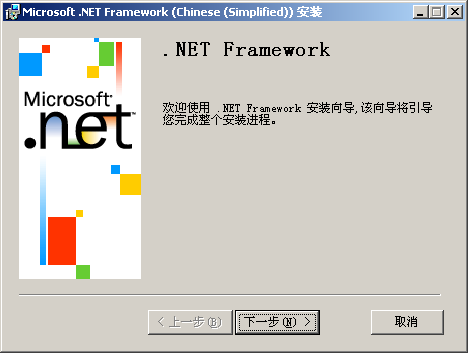 Microsoft .NET Framework (Chinese (Simplified)) 安装
.NET Framework
Microsoft®
.net™
欢迎使用 .NET Framework 安装向导,该向导将引导
您完成整个安装进程。
< 上一步(B)
下一步(N) >
取消